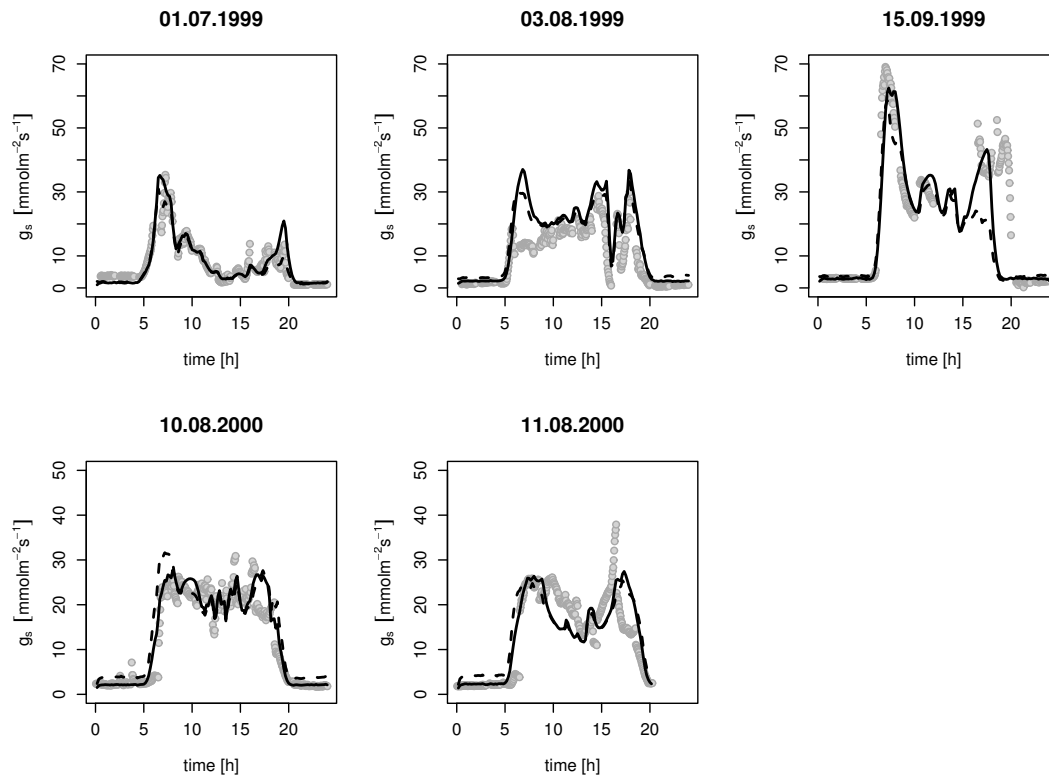 01.07.1999
03.08.1999
15.09.1999
gs [mmolm−2s−1]
0 10 30 50 70
0 5 10 15 20
time [h]
gs [mmolm−2s−1]
0 10 30 50 70
0 5 10 15 20
time [h]
gs [mmolm−2s−1]
0 10 30 50 70
0 5 10 15 20
time [h]
10.08.2000
11.08.2000
gs [mmolm−2s−1]
0 10 20 30 40 50
0 5 10 15 20
time [h]
gs [mmolm−2s−1]
0 10 20 30 40 50
0 5 10 15 20
time [h]